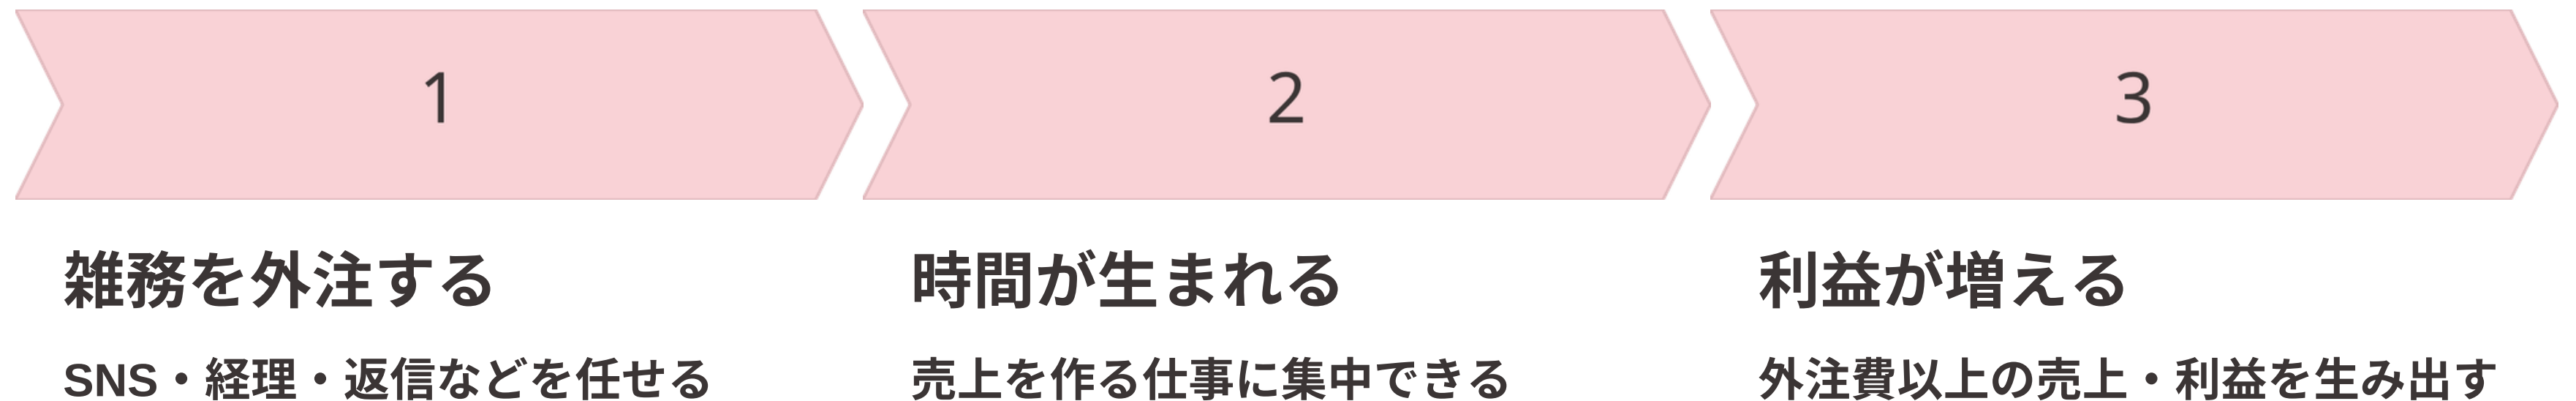 1
雑務を外注する
SNS・経理・返信などを任せる
2
時間が生まれる
売上を作る仕事に集中できる
3
利益が増える
外注費以上の売上・利益を生み出す